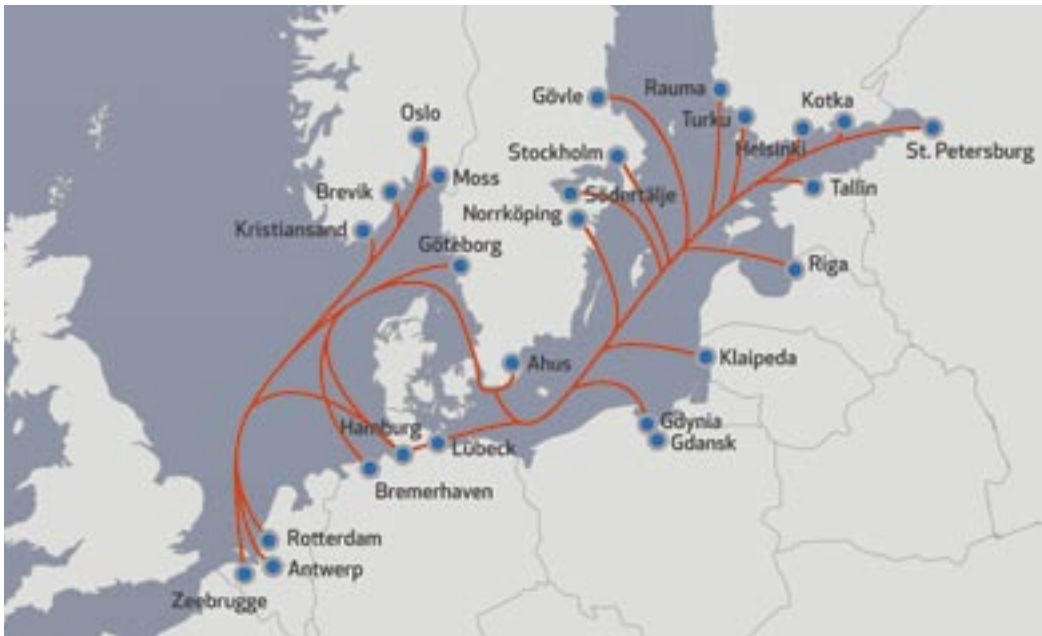 Rauma
Gövle
Kotka
Oslo
Turku
Helsinki
St. Petersburg
Stockholm
Moss
Brevik
Södertälje
Tallin
Norrköping
Kristiansand
Göteborg
Riga
Ahus
Klaipeda
Gdynia
Hamburg
Gdansk
Lübeck
Bremerhaven
Rotterdam
Antwerp
Zeebrugge